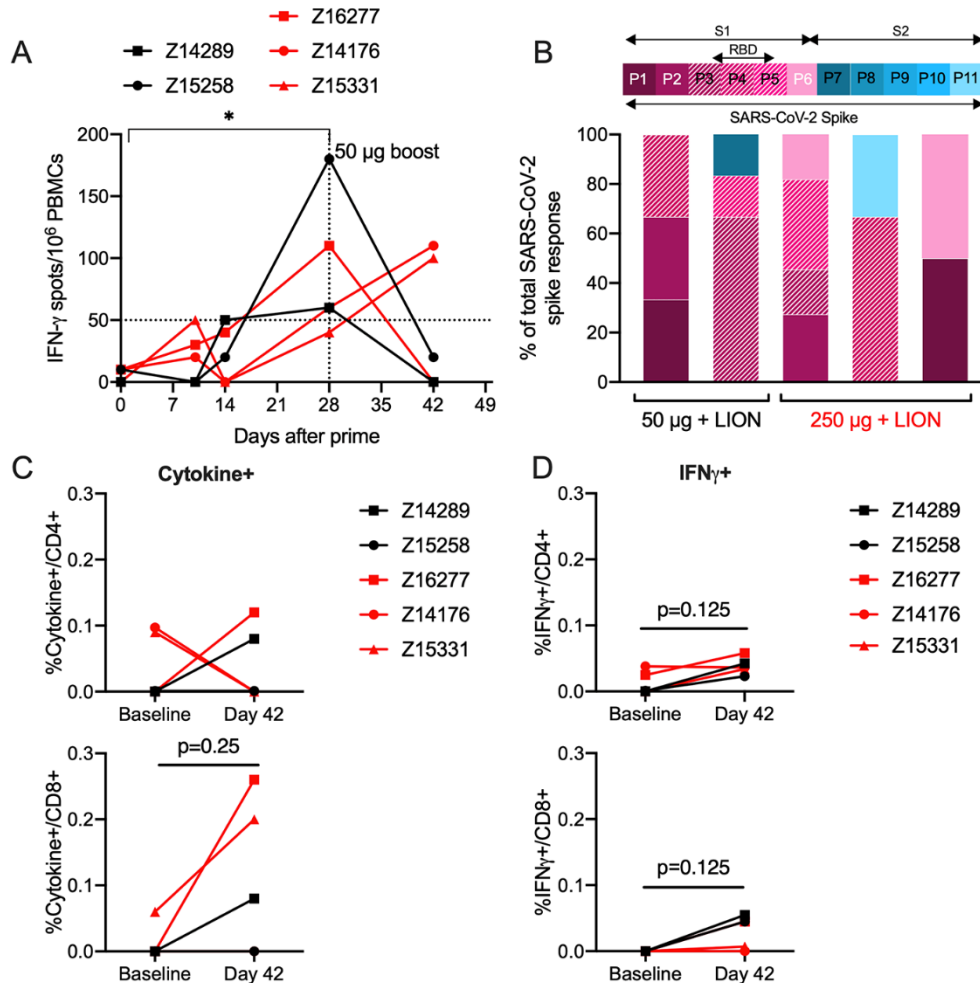 A
Z14289
Z15258
Z16277
Z14176
Z15331
*
50 µg boost
IFN-γ spots/10⁶ PBMCs
200
150
100
50
0
0 7 14 21 28 35 42 49
Days after prime
B
S1 S2
RBD
P1 P2 P3 P4 P5 P6 P7 P8 P9 P10 P11
SARS-CoV-2 Spike
% of total SARS-CoV-2
spike response
100
80
60
40
20
0
50 µg + LION 250 µg + LION
C
Cytokine+
%Cytokine+/CD4+
0.3
0.2
0.1
0.0
Baseline Day 42
Z14289
Z15258
Z16277
Z14176
Z15331
%Cytokine+/CD8+
0.3
0.2
0.1
0.0
p=0.25
Baseline Day 42
D
IFNγ+
%IFNγ+/CD4+
0.3
0.2
0.1
0.0
p=0.125
Baseline Day 42
Z14289
Z15258
Z16277
Z14176
Z15331
%IFNγ+/CD8+
0.3
0.2
0.1
0.0
p=0.125
Baseline Day 42